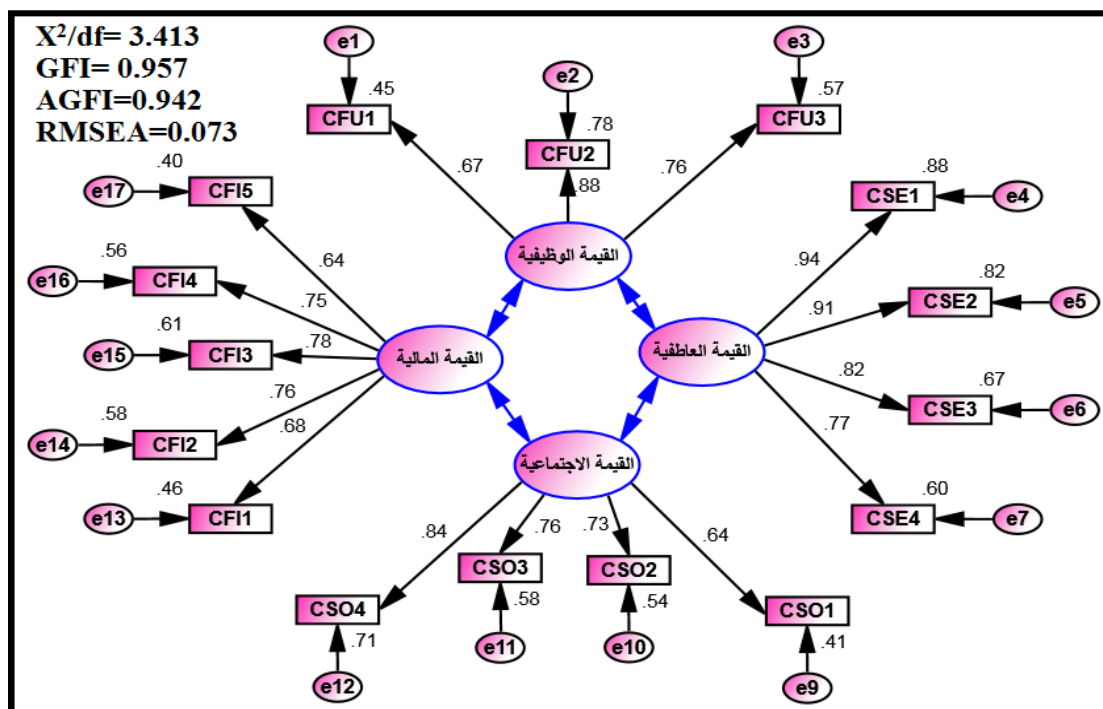 X²/df= 3.413
GFI= 0.957
AGFI=0.942
RMSEA=0.073
e1
e2
e3
.45
.78
.57
CFU1
CFU2
CFU3
.67
.88
.76
القيمة الوظيفية
e17
.40
CFI5
.64
e16
.56
CFI4
.75
e15
.61
CFI3
.78
e14
.58
CFI2
.76
e13
.46
CFI1
.68
القيمة المالية
القيمة العاطفية
.94
CSE1
.88
e4
.91
CSE2
.82
e5
.82
CSE3
.67
e6
.77
CSE4
.60
e7
القيمة الاجتماعية
.84
.76
.73
.64
CSO4
CSO3
CSO2
CSO1
.71
.58
.54
.41
e12
e11
e10
e9